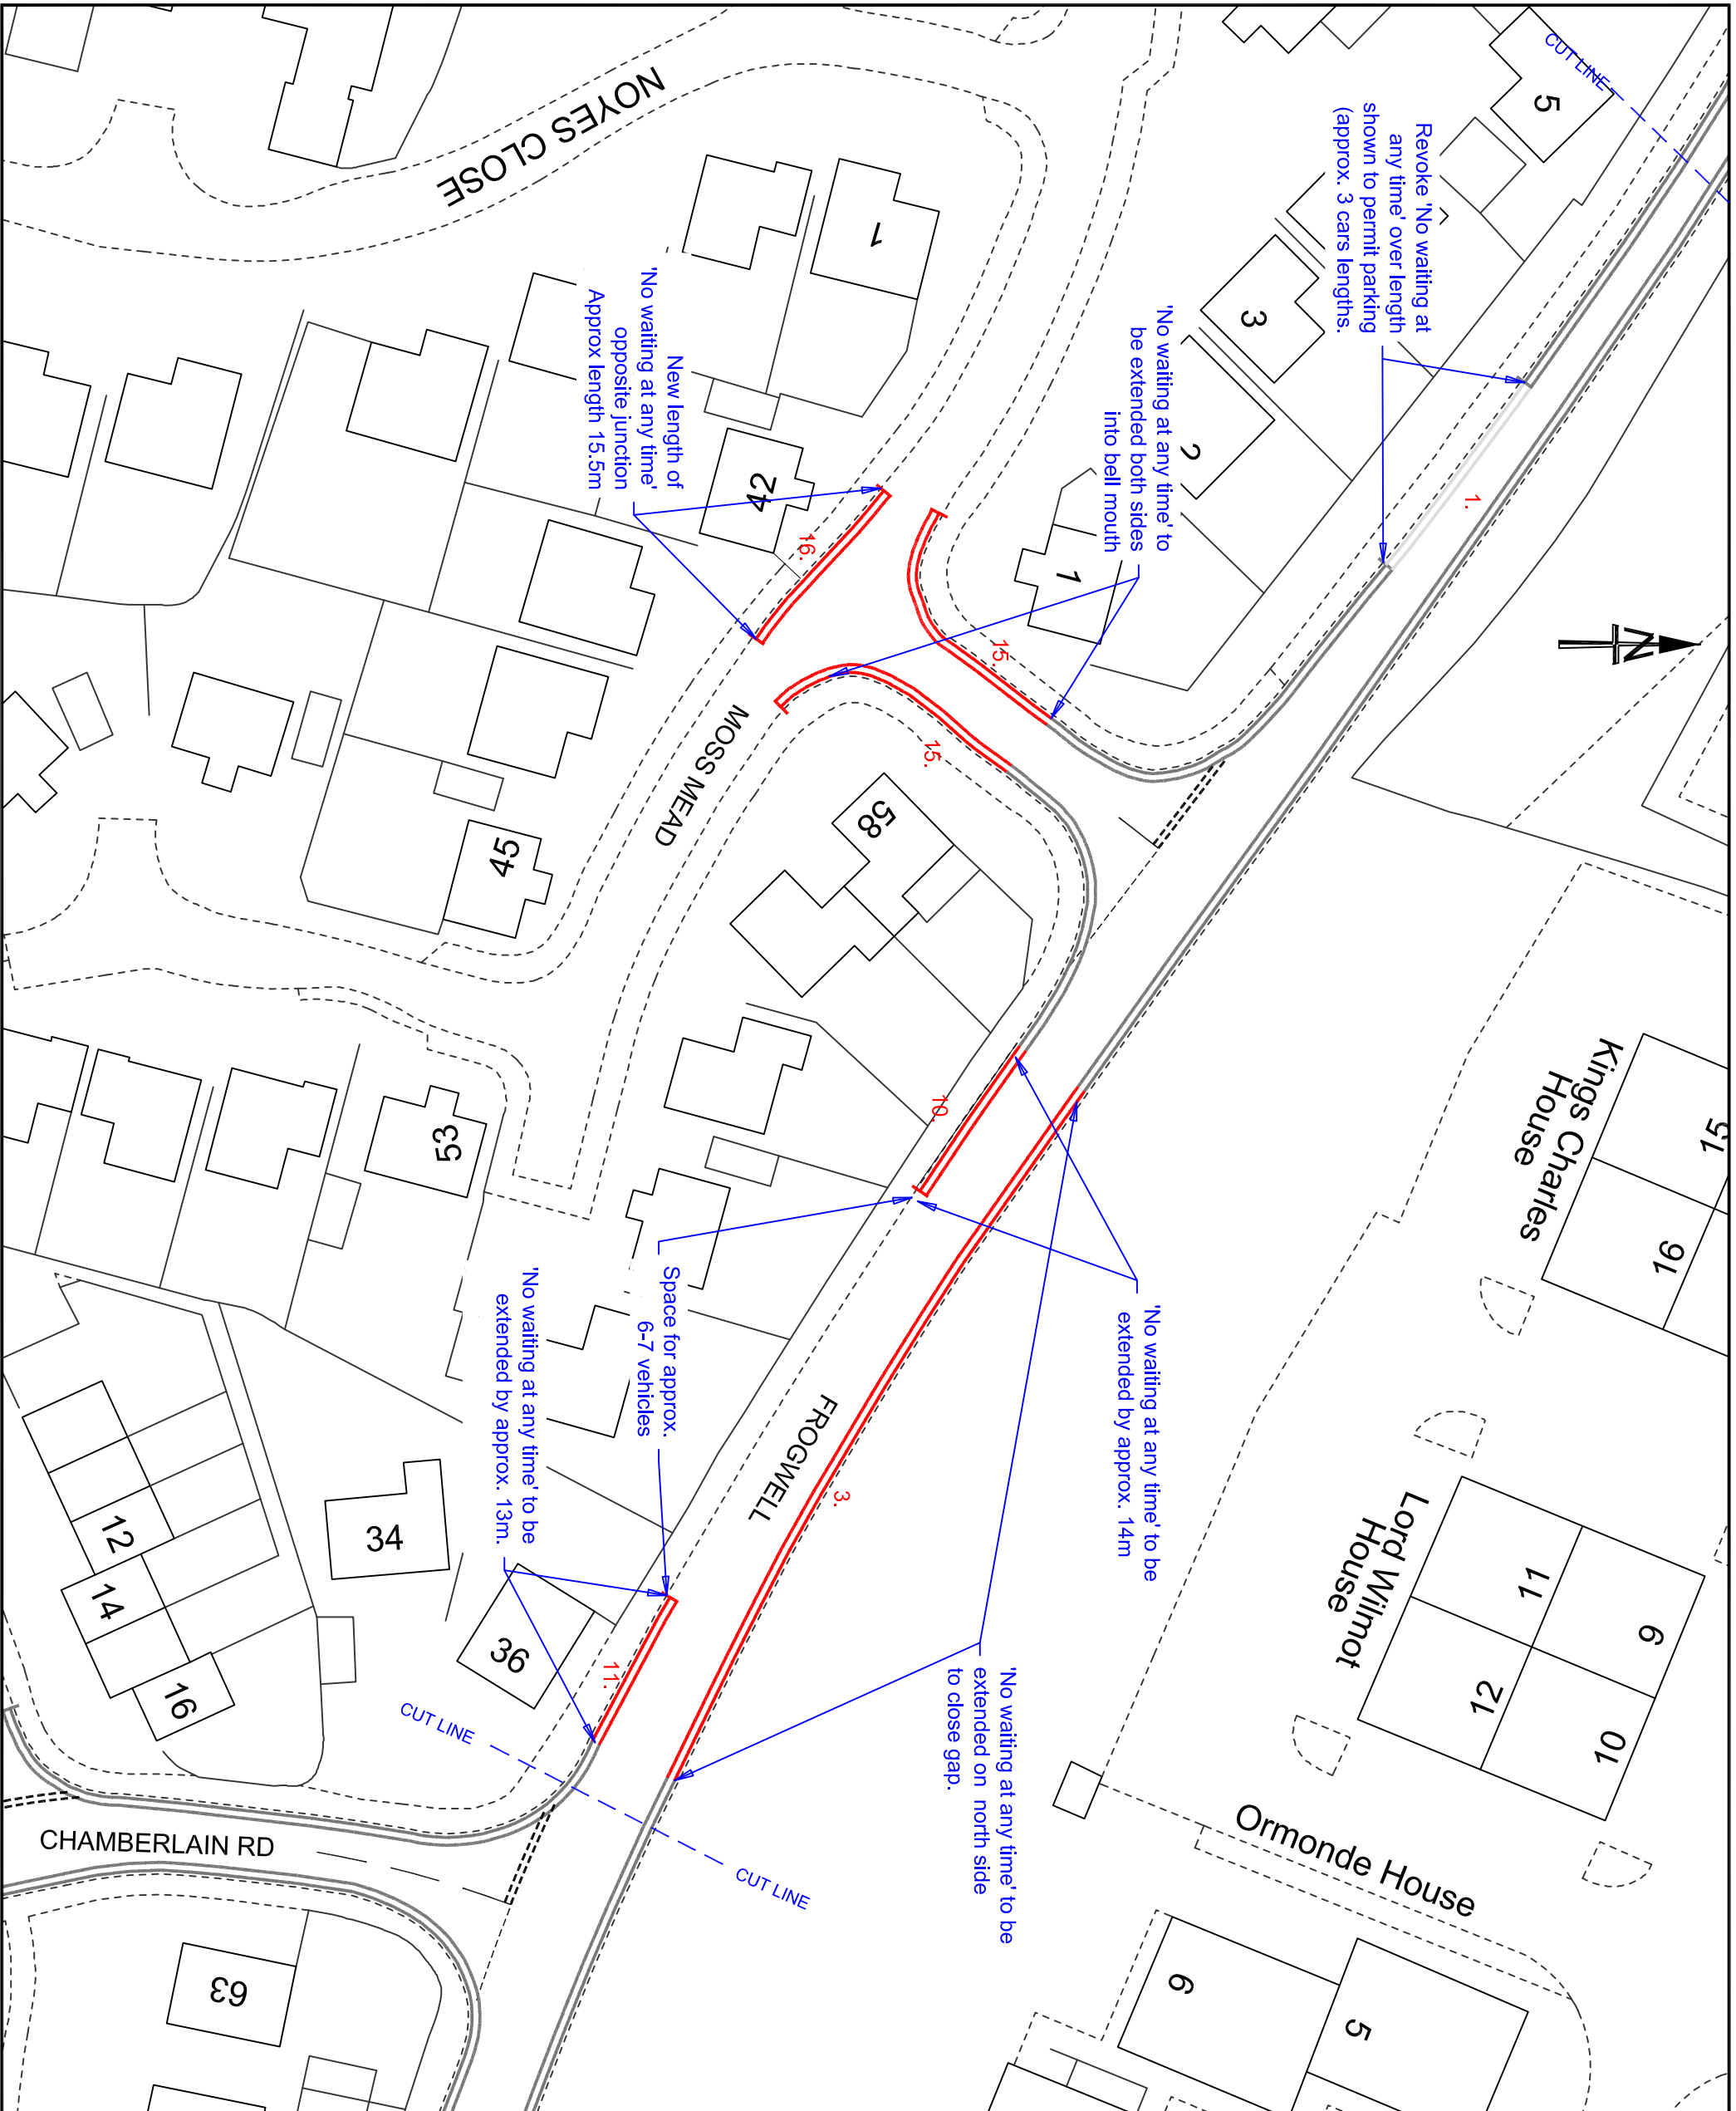 CUT LINE
5
Revoke 'No waiting at
any time' over length
shown to permit parking
(approx. 3 cars lengths.
NOYES CLOSE
1
3
2
1
'No waiting at any time' to
be extended both sides
into bell mouth
New length of
'No waiting at any time'
opposite junction
Approx length 15.5m
42
1.
16.
15.
15.
N
MOSS MEAD
58
45
53
Kings Charles
House
15
16
10.
'No waiting at any time' to be
extended by approx. 14m
Space for approx.
6-7 vehicles
'No waiting at any time' to be
extended by approx. 13m.
FROGWELL
3.
Lord Wilmot
House
11
9
12
10
12
14
16
34
36
11.
'No waiting at any time' to be
extended on north side
to close gap.
CUT LINE
CUT LINE
CHAMBERLAIN RD
Ormonde House
63
6
5